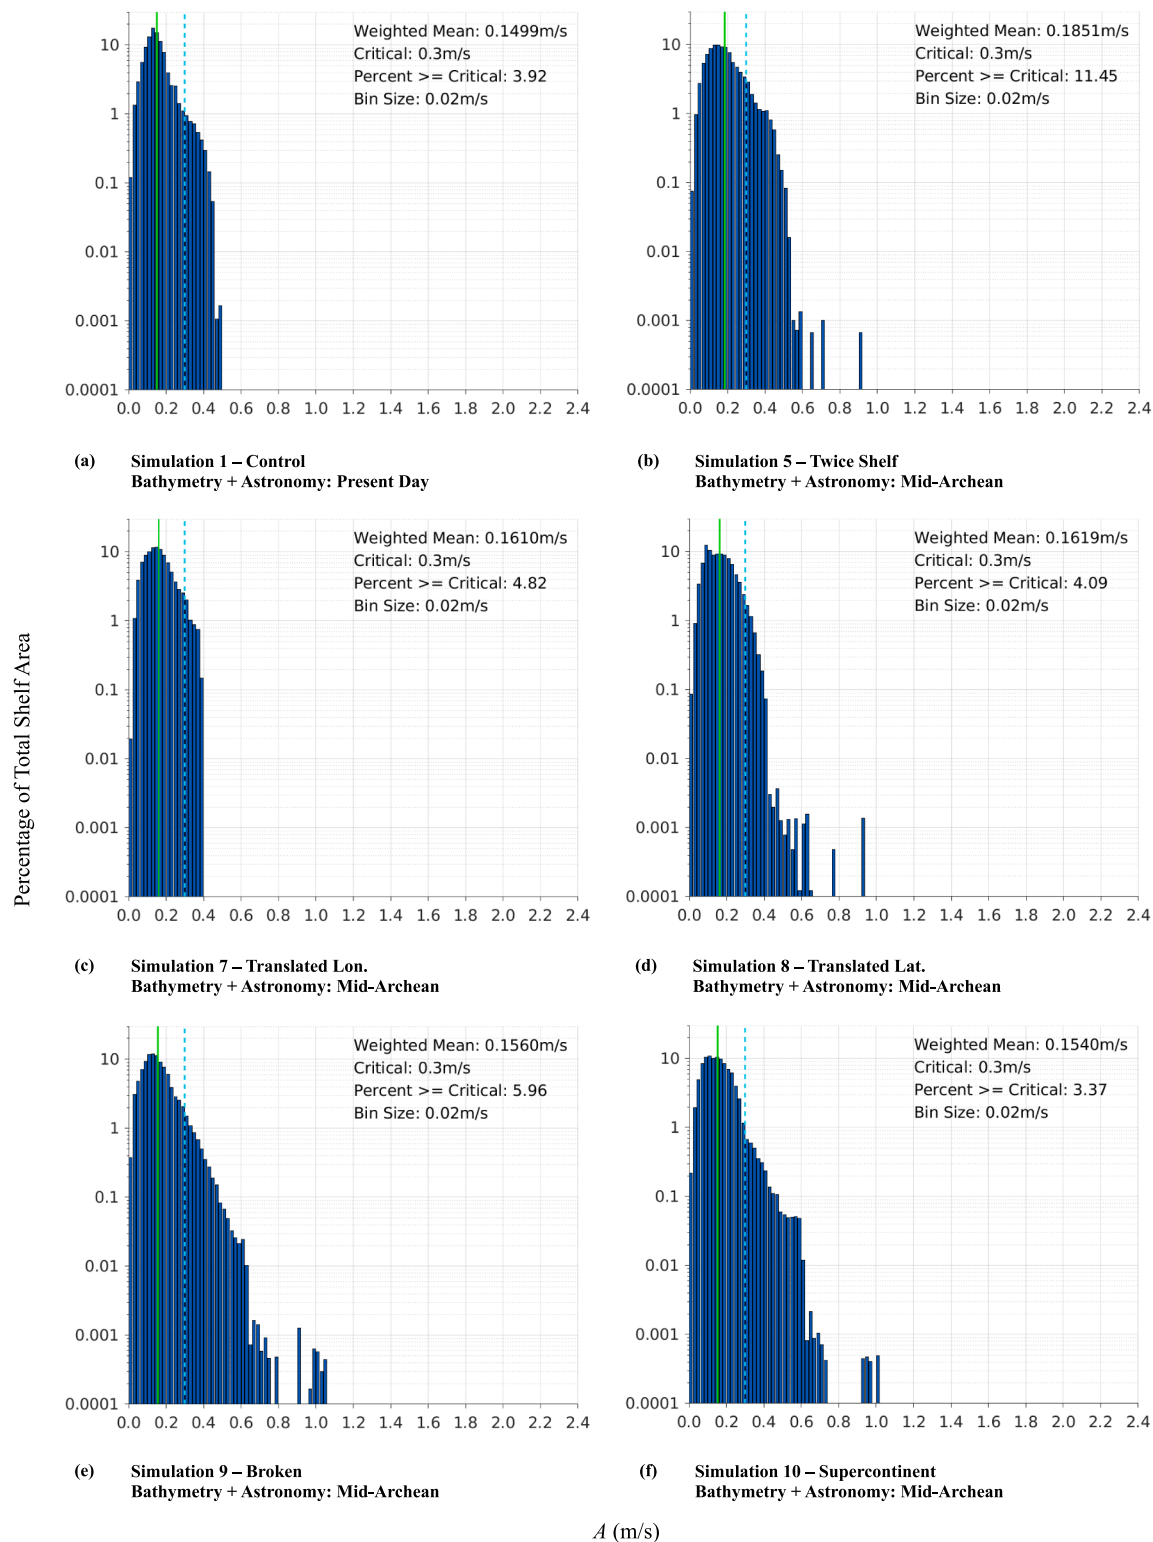 10
1
0.1
0.01
0.001
0.0001
0.0 0.2 0.4 0.6 0.8 1.0 1.2 1.4 1.6 1.8 2.0 2.2 2.4
Weighted Mean: 0.1499m/s
Critical: 0.3m/s
Percent >= Critical: 3.92
Bin Size: 0.02m/s
(a) Simulation 1 – Control
Bathymetry + Astronomy: Present Day
10
1
0.1
0.01
0.001
0.0001
0.0 0.2 0.4 0.6 0.8 1.0 1.2 1.4 1.6 1.8 2.0 2.2 2.4
Weighted Mean: 0.1851m/s
Critical: 0.3m/s
Percent >= Critical: 11.45
Bin Size: 0.02m/s
(b) Simulation 5 – Twice Shelf
Bathymetry + Astronomy: Mid-Archean
Percentage of Total Shelf Area
10
1
0.1
0.01
0.001
0.0001
0.0 0.2 0.4 0.6 0.8 1.0 1.2 1.4 1.6 1.8 2.0 2.2 2.4
Weighted Mean: 0.1610m/s
Critical: 0.3m/s
Percent >= Critical: 4.82
Bin Size: 0.02m/s
(c) Simulation 7 – Translated Lon.
Bathymetry + Astronomy: Mid-Archean
10
1
0.1
0.01
0.001
0.0001
0.0 0.2 0.4 0.6 0.8 1.0 1.2 1.4 1.6 1.8 2.0 2.2 2.4
Weighted Mean: 0.1619m/s
Critical: 0.3m/s
Percent >= Critical: 4.09
Bin Size: 0.02m/s
(d) Simulation 8 – Translated Lat.
Bathymetry + Astronomy: Mid-Archean
10
1
0.1
0.01
0.001
0.0001
0.0 0.2 0.4 0.6 0.8 1.0 1.2 1.4 1.6 1.8 2.0 2.2 2.4
Weighted Mean: 0.1560m/s
Critical: 0.3m/s
Percent >= Critical: 5.96
Bin Size: 0.02m/s
(e) Simulation 9 – Broken
Bathymetry + Astronomy: Mid-Archean
10
1
0.1
0.01
0.001
0.0001
0.0 0.2 0.4 0.6 0.8 1.0 1.2 1.4 1.6 1.8 2.0 2.2 2.4
Weighted Mean: 0.1540m/s
Critical: 0.3m/s
Percent >= Critical: 3.37
Bin Size: 0.02m/s
(f) Simulation 10 – Supercontinent
Bathymetry + Astronomy: Mid-Archean
A (m/s)